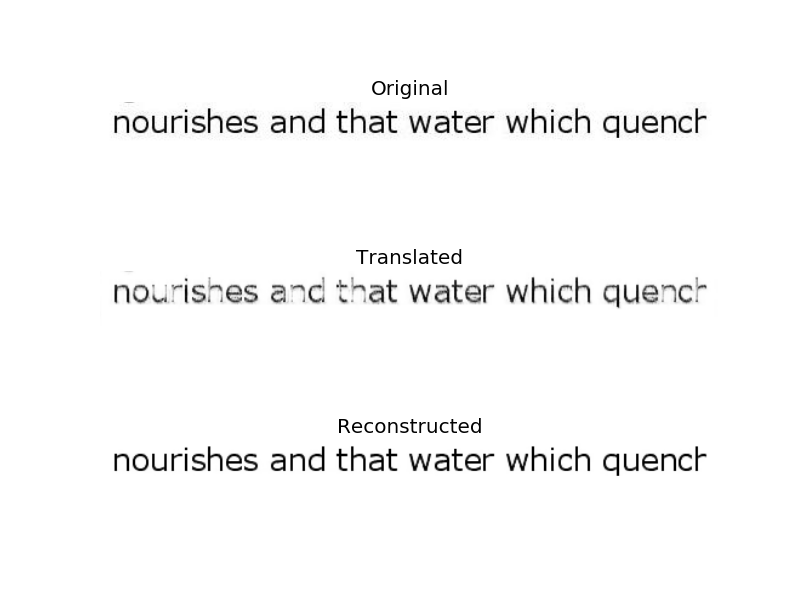 Original
nourishes and that water which quench
Translated
nourishes and that water which quench
Reconstructed
nourishes and that water which quench